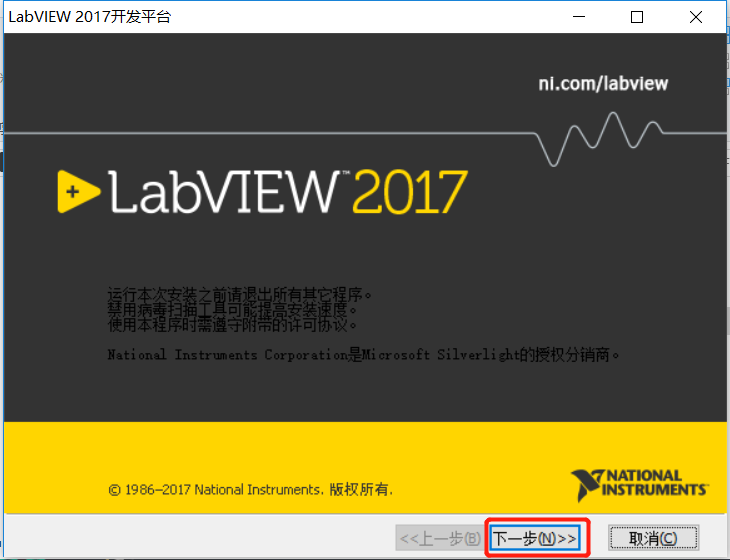 LabVIEW 2017开发平台
ni.com/labview
LabVIEW™ 2017
运行本次安装之前请退出所有其它程序。
禁用病毒扫描工具可能提高安装速度。
使用本程序时需遵守附带的许可协议。
National Instruments Corporation是Microsoft Silverlight的授权分销商。
© 1986–2017 National Instruments. 版权所有.
NATIONAL
INSTRUMENTS™
<<上一步(B) 下一步(N)>> 取消(C)